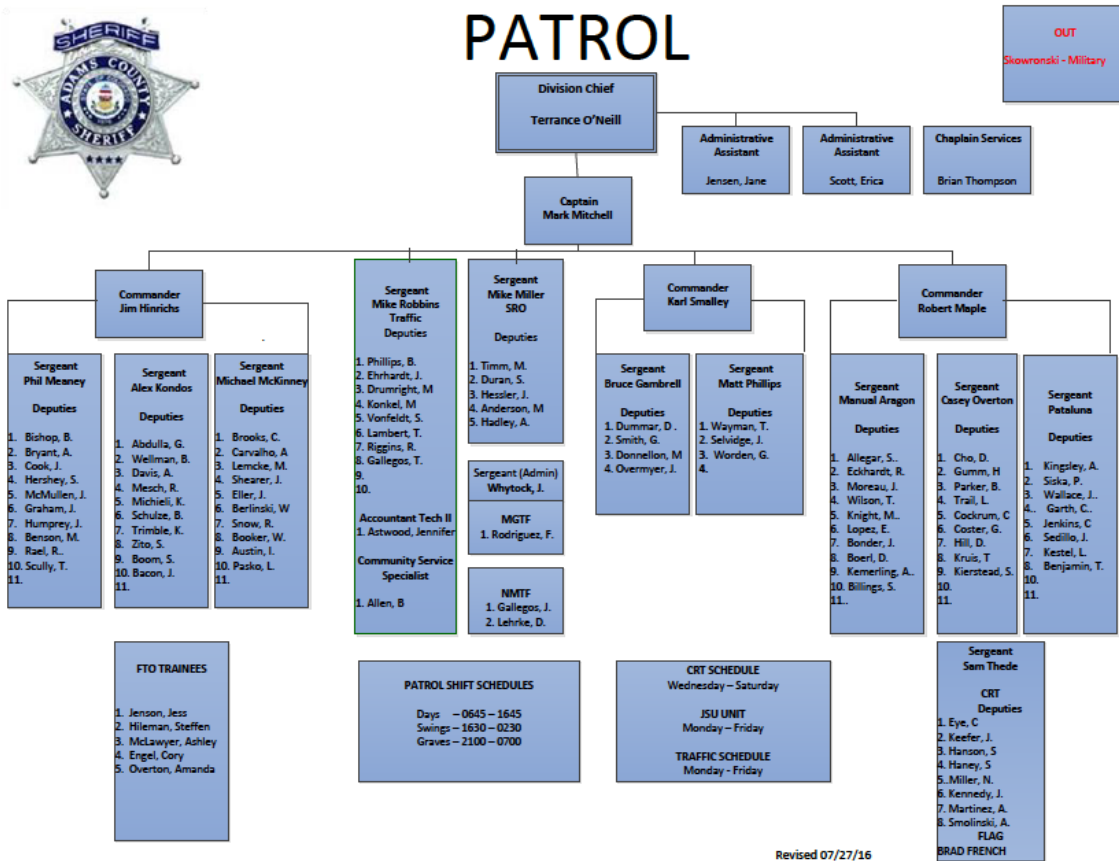 PATROL
SHERIFF
ADAMS COUNTY
SHERIFF
OUT
Skowronski - Military
Division Chief
Terrance O’Neill
Administrative
Assistant
Jensen, Jane
Administrative
Assistant
Scott, Erica
Chaplain Services
Brian Thompson
Captain
Mark Mitchell
Commander
Jim Hinrichs
Sergeant
Phil Meaney
Deputies
1. Bishop, B.
2. Bryant, A.
3. Cook, J.
4. Hershey, S.
5. McMullen, J.
6. Graham, J.
7. Humprey, J.
8. Benson, M.
9. Rael, R..
10. Scully, T.
11.
Sergeant
Alex Kondos
Deputies
1. Abdulla, G.
2. Wellman, B.
3. Davis, A.
4. Mesch, R.
5. Michieli, K.
6. Schulze, B.
7. Trimble, K.
8. Zito, S.
9. Boom, S.
10. Bacon, J.
11.
Sergeant
Michael McKinney
Deputies
1. Brooks, C.
2. Carvalho, A
3. Lemcke, M.
4. Shearer, J.
5. Eller, J.
6. Berlinski, W
7. Snow, R.
8. Booker, W.
9. Austin, I.
10. Pasko, L.
11.
Sergeant
Mike Robbins
Traffic
Deputies
1. Phillips, B.
2. Ehrhardt, J.
3. Drumright, M
4. Konkel, M
5. Vonfeldt, S.
6. Lambert, T.
7. Riggins, R.
8. Gallegos, T.
9.
10.
Accountant Tech II
1. Astwood, Jennifer
Community Service
Specialist
1. Allen, B
Sergeant
Mike Miller
SRO
Deputies
1. Timm, M.
2. Duran, S.
3. Hessler, J.
4. Anderson, M
5. Hadley, A.
Sergeant (Admin)
Whytock, J.
MGTF
1. Rodriguez, F.
NMTF
1. Gallegos, J.
2. Lehrke, D.
Commander
Karl Smalley
Sergeant
Bruce Gambrell
Deputies
1. Dummar, D .
2. Smith, G.
3. Donnellon, M
4. Overmyer, J.
Sergeant
Matt Phillips
Deputies
1. Wayman, T.
2. Selvidge, J.
3. Worden, G.
4.
Commander
Robert Maple
Sergeant
Manual Aragon
Deputies
1. Allegar, S..
2. Eckhardt, R.
3. Moreau, J.
4. Wilson, T.
5. Knight, M..
6. Lopez, E.
7. Bonder, J.
8. Boerl, D.
9. Kemerling, A..
10. Billings, S.
11..
Sergeant
Casey Overton
Deputies
1. Cho, D.
2. Gumm, H
3. Parker, B.
4. Trail, L.
5. Cockrum, C
6. Coster, G.
7. Hill, D.
8. Kruis, T
9. Kierstead, S.
10.
11.
Sergeant
Pataluna
1. Kingsley, A.
2. Siska, P.
3. Wallace, J..
4.. Garth, C..
5. Jenkins, C
6. Sedillo, J.
7. Kestel, L.
8. Benjamin, T.
10.
11.
FTO TRAINEES
1. Jenson, Jess
2. Hileman, Steffen
3. McLawyer, Ashley
4. Engel, Cory
5. Overton, Amanda
PATROL SHIFT SCHEDULES
Days – 0645 – 1645
Swings – 1630 – 0230
Graves – 2100 – 0700
CRT SCHEDULE
Wednesday – Saturday
JSU UNIT
Monday – Friday
TRAFFIC SCHEDULE
Monday - Friday
Sergeant
Sam Thede
CRT
Deputies
1. Eye, C
2. Keefer, J.
3. Hanson, S
4. Haney, S
5..Miller, N.
6. Kennedy, J.
7. Martinez, A.
8. Smolinski, A.
FLAG
BRAD FRENCH
Revised 07/27/16